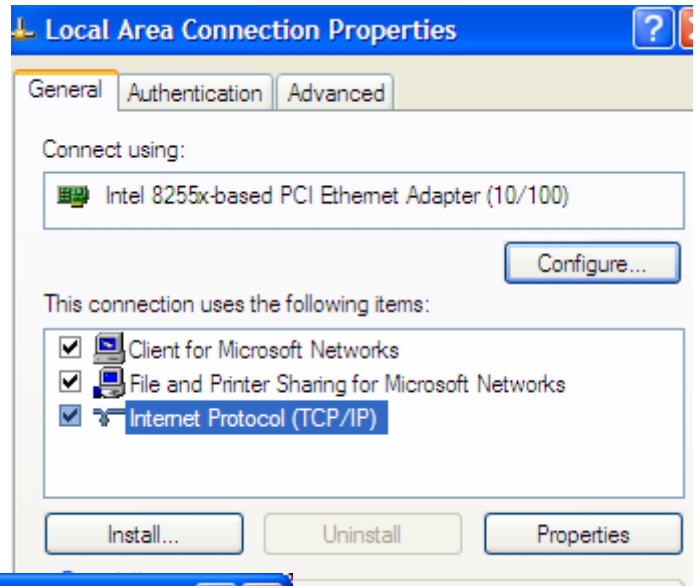 Local Area Connection Properties
General Authentication Advanced
Connect using:
Intel 8255x-based PCI Ethernet Adapter (10/100)
Configure...
This connection uses the following items:
Client for Microsoft Networks
File and Printer Sharing for Microsoft Networks
Internet Protocol (TCP/IP)
Install... Uninstall Properties